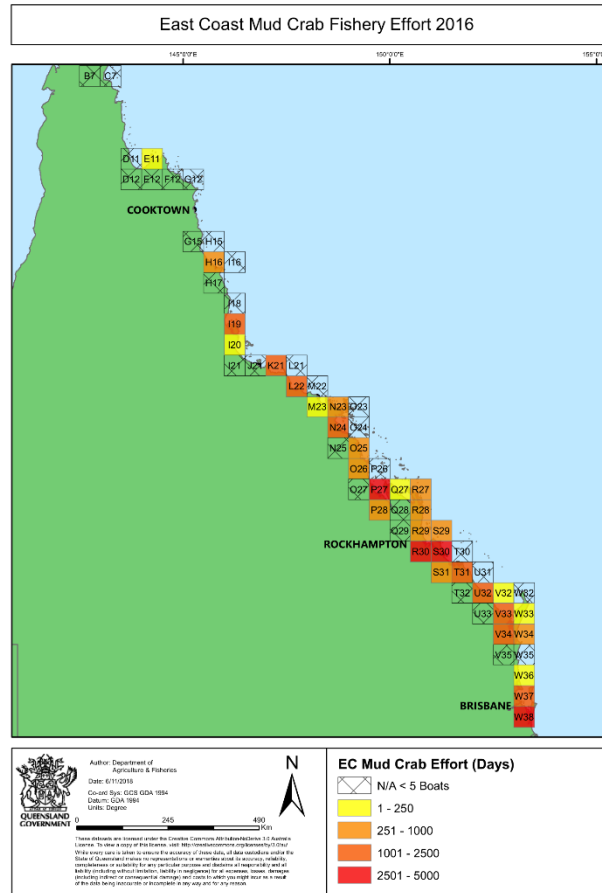 East Coast Mud Crab Fishery Effort 2016
145°0'0"E 150°0'0"E 155°0'
B7 C7
D11 E11
D12 E12 F12 G12
COOKTOWN
G15 H15
H16 I16
H17
I18
I19
I20
I21 J21 K21 L21
L22 M22
M23 N23 O23
N24 O24
N25 O25
O26 P26
O27 P27 Q27 R27
P28 Q28 R28
Q29 R29 S29
ROCKHAMPTON
R30 S30 T30
S31 T31 U31
T32 U32 V32 W32
U33 V33 W33
V34 W34
V35 W35
W36
W37
BRISBANE
W38
QUEENSLAND
GOVERNMENT
Author: Department of
Agriculture & Fisheries
Date: 6/11/2018
Co-ord Sys: GCS GDA 1994
Datum: GDA 1994
Units: Degree
N
0 245 490
Km
EC Mud Crab Effort (Days)
N/A < 5 Boats
1 - 250
251 - 1000
1001 - 2500
2501 - 5000